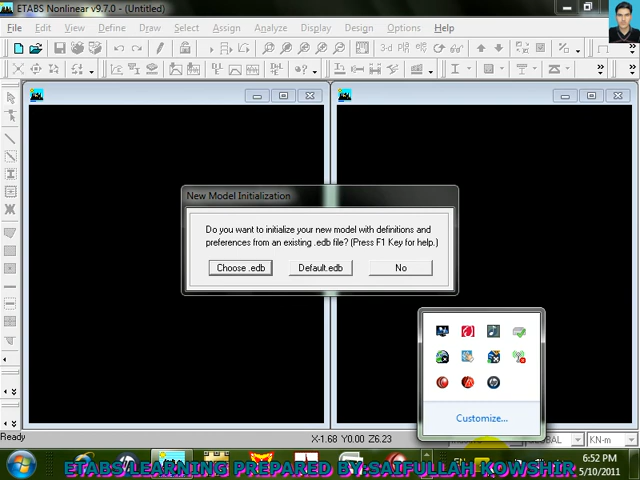 ETABS Nonlinear v9.7.0 - (Untitled)
File Edit View Define Draw Select Assign Analyze Display Design Options Help
3-d
New Model Initialization
Do you want to initialize your new model with definitions and
preferences from an existing .edb file? (Press F1 Key for help.)
Choose .edb Default.edb No
Customize...
Ready X-1.68 Y0.00 Z6.23 GLOBAL KN-m
EN 6:52 PM
5/10/2011
ETABS LEARNING PREPARED BY:SAIFULLAH KOWSHIR